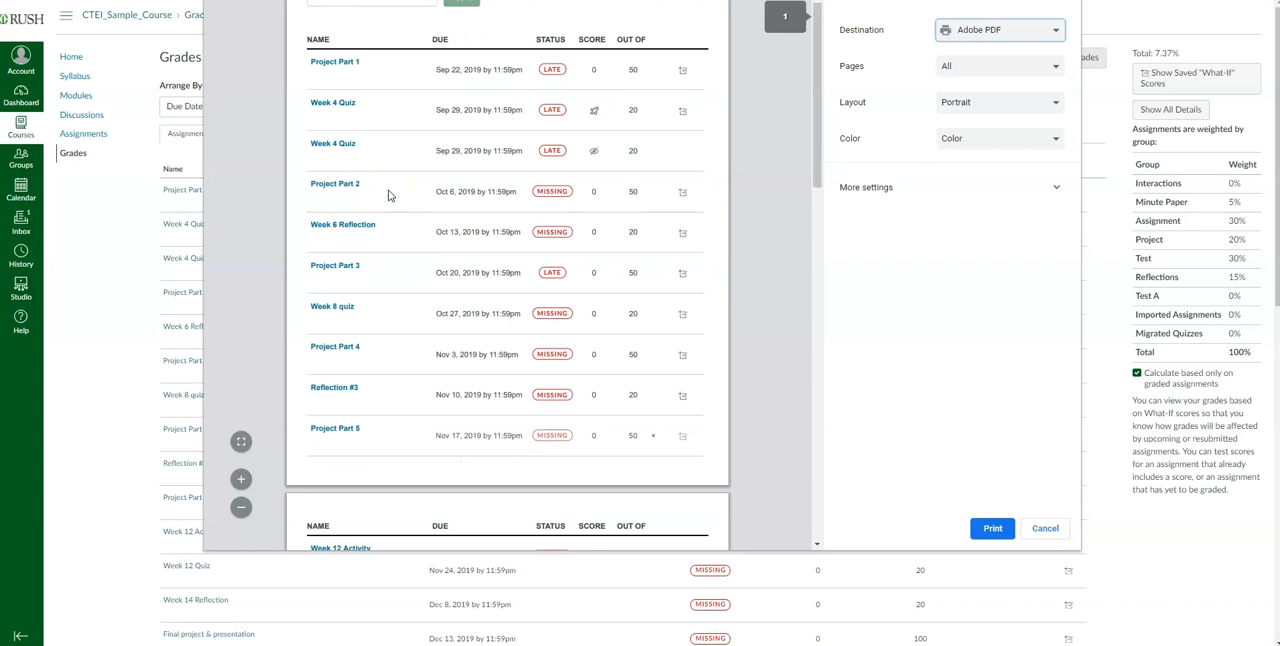 RUSH
CTEI_Sample_Course › Grad
Account
Dashboard
Courses
Groups
Calendar
1
Inbox
History
Studio
Help
Home
Syllabus
Modules
Discussions
Assignments
Grades
Grades
Arrange By
Due Date
Assignmen
Name
Project Part
Week 4 Quiz
Week 4 Qui
Project Part
Week 6 Refl
Project Part
Week 8 quiz
Project Part
Reflection #
Project Part
Week 12 Ac
Week 12 Quiz Nov 24, 2019 by 11:59pm MISSING 0 20
Week 14 Reflection Dec 8, 2019 by 11:59pm MISSING 0 20
Final project & presentation Dec 13, 2019 by 11:59pm MISSING 0 100
NAME DUE STATUS SCORE OUT OF
Project Part 1 Sep 22, 2019 by 11:59pm LATE 0 50
Week 4 Quiz Sep 29, 2019 by 11:59pm LATE 20
Week 4 Quiz Sep 29, 2019 by 11:59pm LATE 20
Project Part 2 Oct 6, 2019 by 11:59pm MISSING 0 50
Week 6 Reflection Oct 13, 2019 by 11:59pm MISSING 0 20
Project Part 3 Oct 20, 2019 by 11:59pm LATE 0 50
Week 8 quiz Oct 27, 2019 by 11:59pm MISSING 0 20
Project Part 4 Nov 3, 2019 by 11:59pm MISSING 0 50
Reflection #3 Nov 10, 2019 by 11:59pm MISSING 0 20
Project Part 5 Nov 17, 2019 by 11:59pm MISSING 0 50 ×
NAME DUE STATUS SCORE OUT OF
Week 12 Activity
1
Destination Adobe PDF
Pages All
Layout Portrait
Color Color
More settings
Print Cancel
ades
Total: 7.37%
Show Saved "What-If"
Scores
Show All Details
Assignments are weighted by
group:
Group Weight
Interactions 0%
Minute Paper 5%
Assignment 30%
Project 20%
Test 30%
Reflections 15%
Test A 0%
Imported Assignments 0%
Migrated Quizzes 0%
Total 100%
Calculate based only on
graded assignments
You can view your grades based
on What-If scores so that you
know how grades will be affected
by upcoming or resubmitted
assignments. You can test scores
for an assignment that already
includes a score, or an assignment
that has yet to be graded.